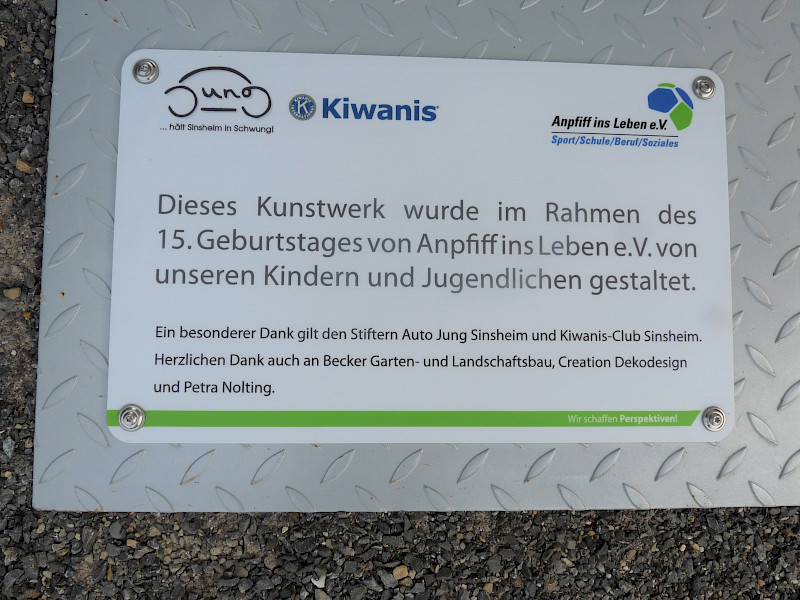 Jung
... hält Sinsheim in Schwung!
K
Kiwanis
Anpfiff ins Leben e.V.
Sport/Schule/Beruf/Soziales
Dieses Kunstwerk wurde im Rahmen des
15. Geburtstages von Anpfiff ins Leben e.V. von
unseren Kindern und Jugendlichen gestaltet.
Ein besonderer Dank gilt den Stiftern Auto Jung Sinsheim und Kiwanis-Club Sinsheim.
Herzlichen Dank auch an Becker Garten- und Landschaftsbau, Creation Dekodesign
und Petra Nolting.
Wir schaffen Perspektiven!